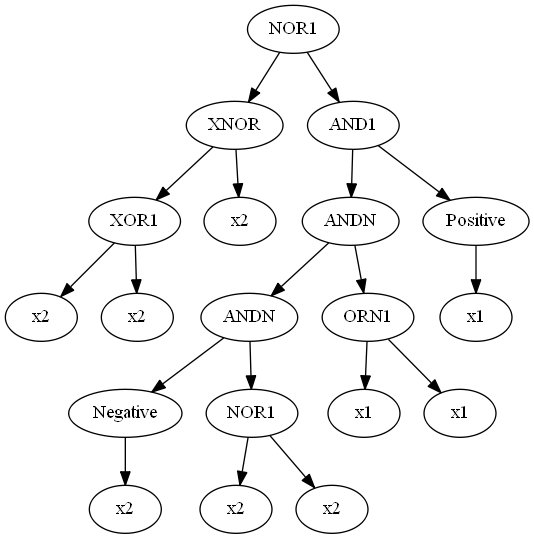 NOR1
XNOR AND1
XOR1 x2 ANDN Positive
x2 x2 ANDN ORN1 x1
Negative NOR1 x1 x1
x2 x2 x2